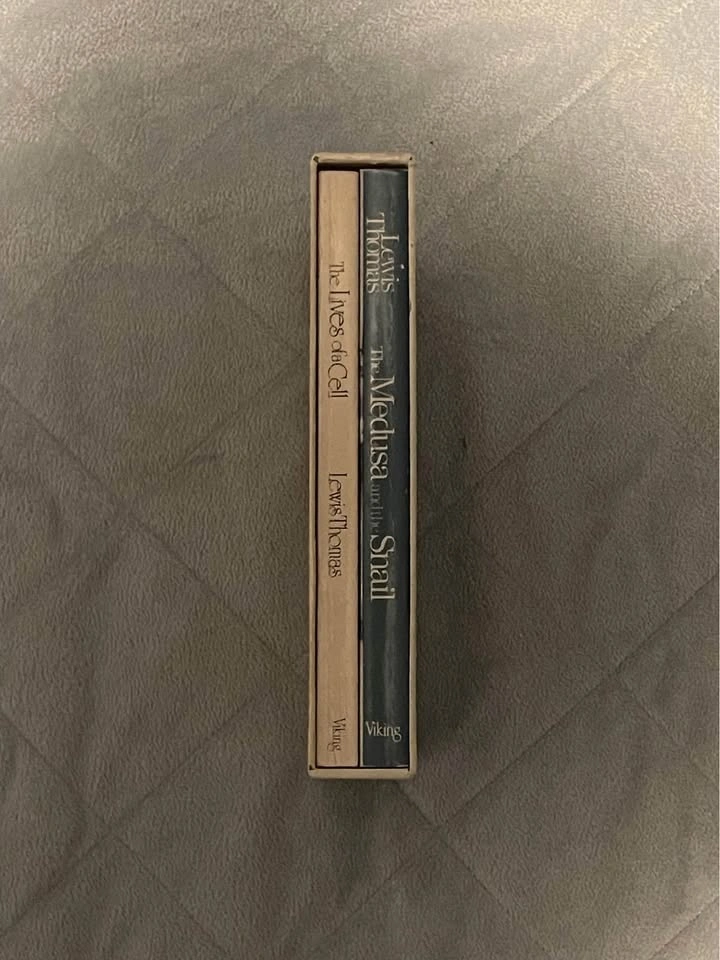 The Lives of a Cell
Lewis Thomas
Viking
Lewis
Thomas
The Medusa and the Snail
Viking